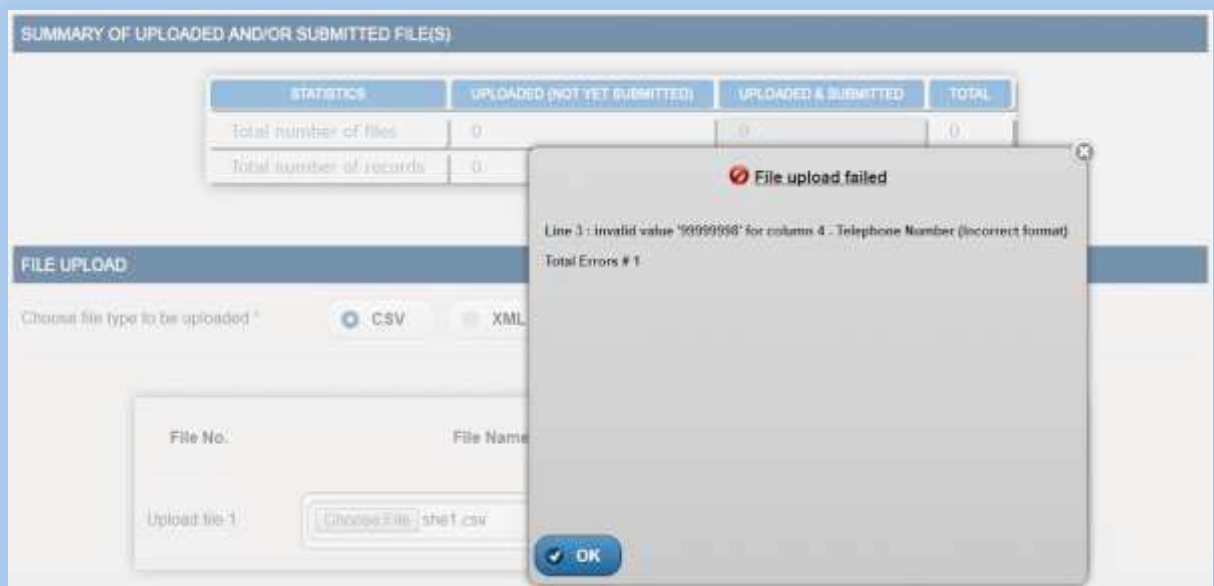 SUMMARY OF UPLOADED AND/OR SUBMITTED FILE(S)
STATISTICS UPLOADED (NOT YET SUBMITTED) UPLOADED & SUBMITTED TOTAL
Total number of files 0 0 0
Total number of records 0
File upload failed
Line 3 : invalid value '99999998' for column 4 - Telephone Number (Incorrect format)
Total Errors # 1
FILE UPLOAD
Choose file type to be uploaded *
CSV XML
File No. File Name
Upload file 1 Choose File she1.csv
OK